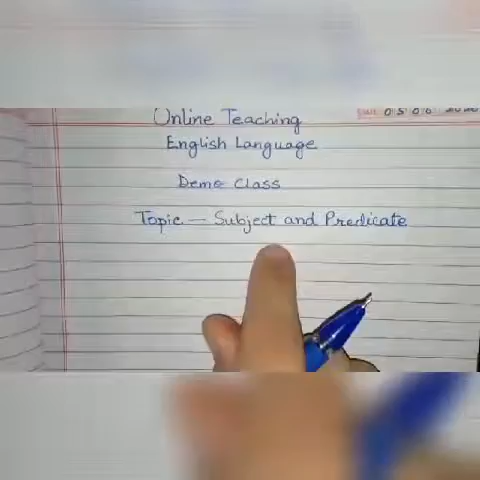 Online Teaching
English Language
Demo Class
Topic — Subject and Predicate